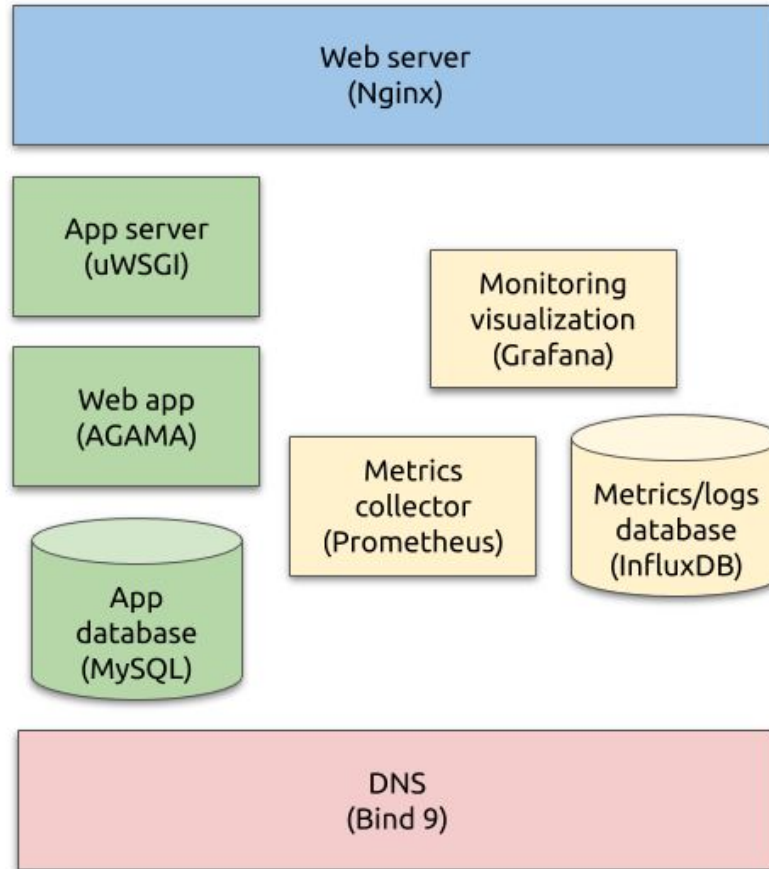 Web server
(Nginx)
App server
(uWSGI)
Monitoring
visualization
(Grafana)
Web app
(AGAMA)
Metrics
collector
(Prometheus)
Metrics/logs
database
(InfluxDB)
App
database
(MySQL)
DNS
(Bind 9)